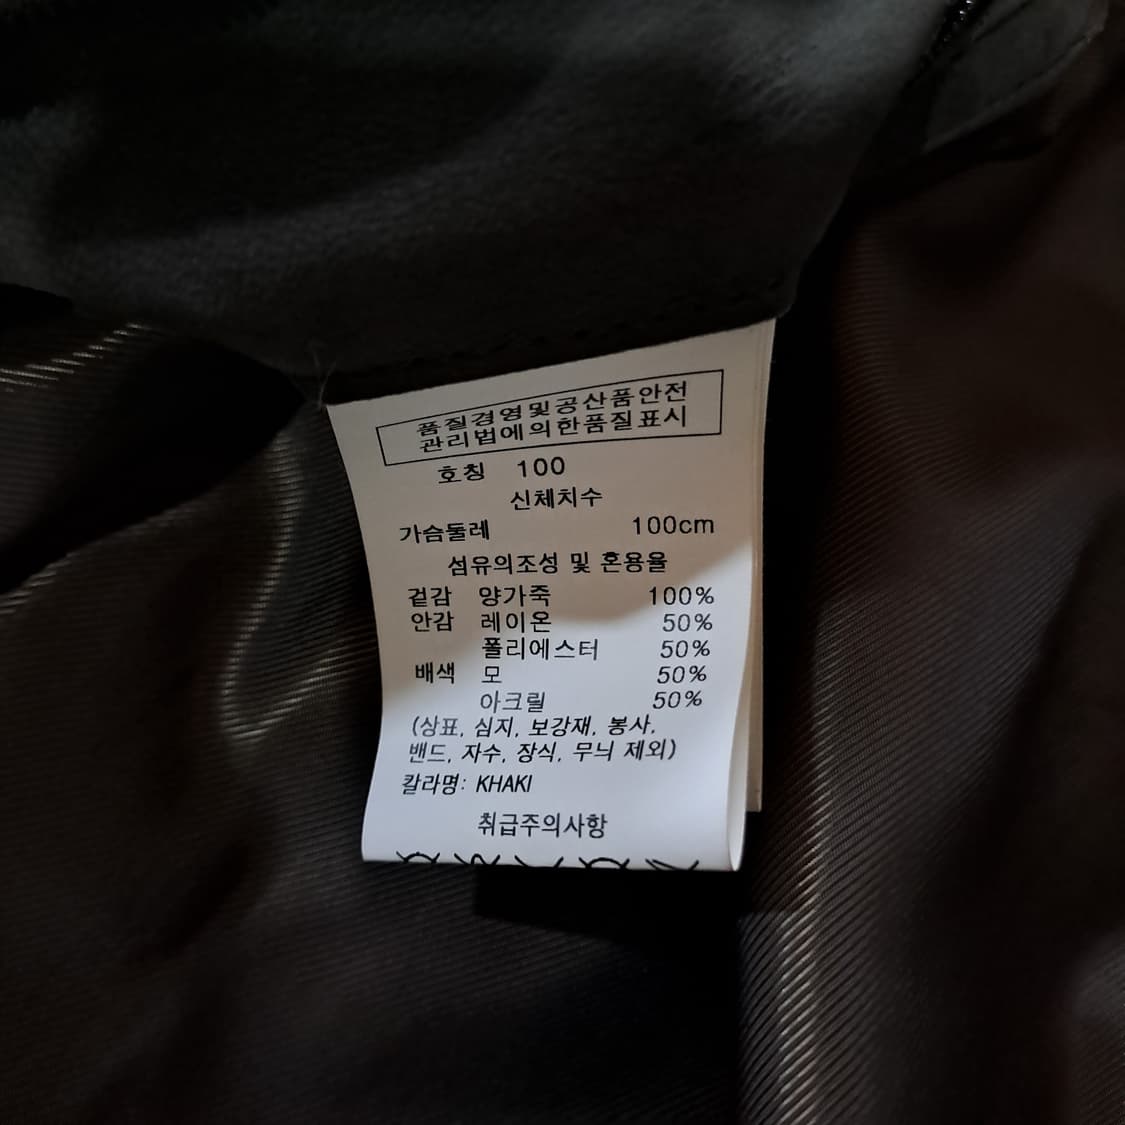 품질경영및공산품안전
관리법에의한품질표시
호칭 100
신체치수
가슴둘레 100cm
섬유의조성 및 혼용율
겉감 양가죽 100%
안감 레이온 50%
폴리에스터 50%
배색 모 50%
아크릴 50%
(상표, 심지, 보강재, 봉사,
밴드, 자수, 장식, 무늬 제외)
칼라명: KHAKI
취급주의사항